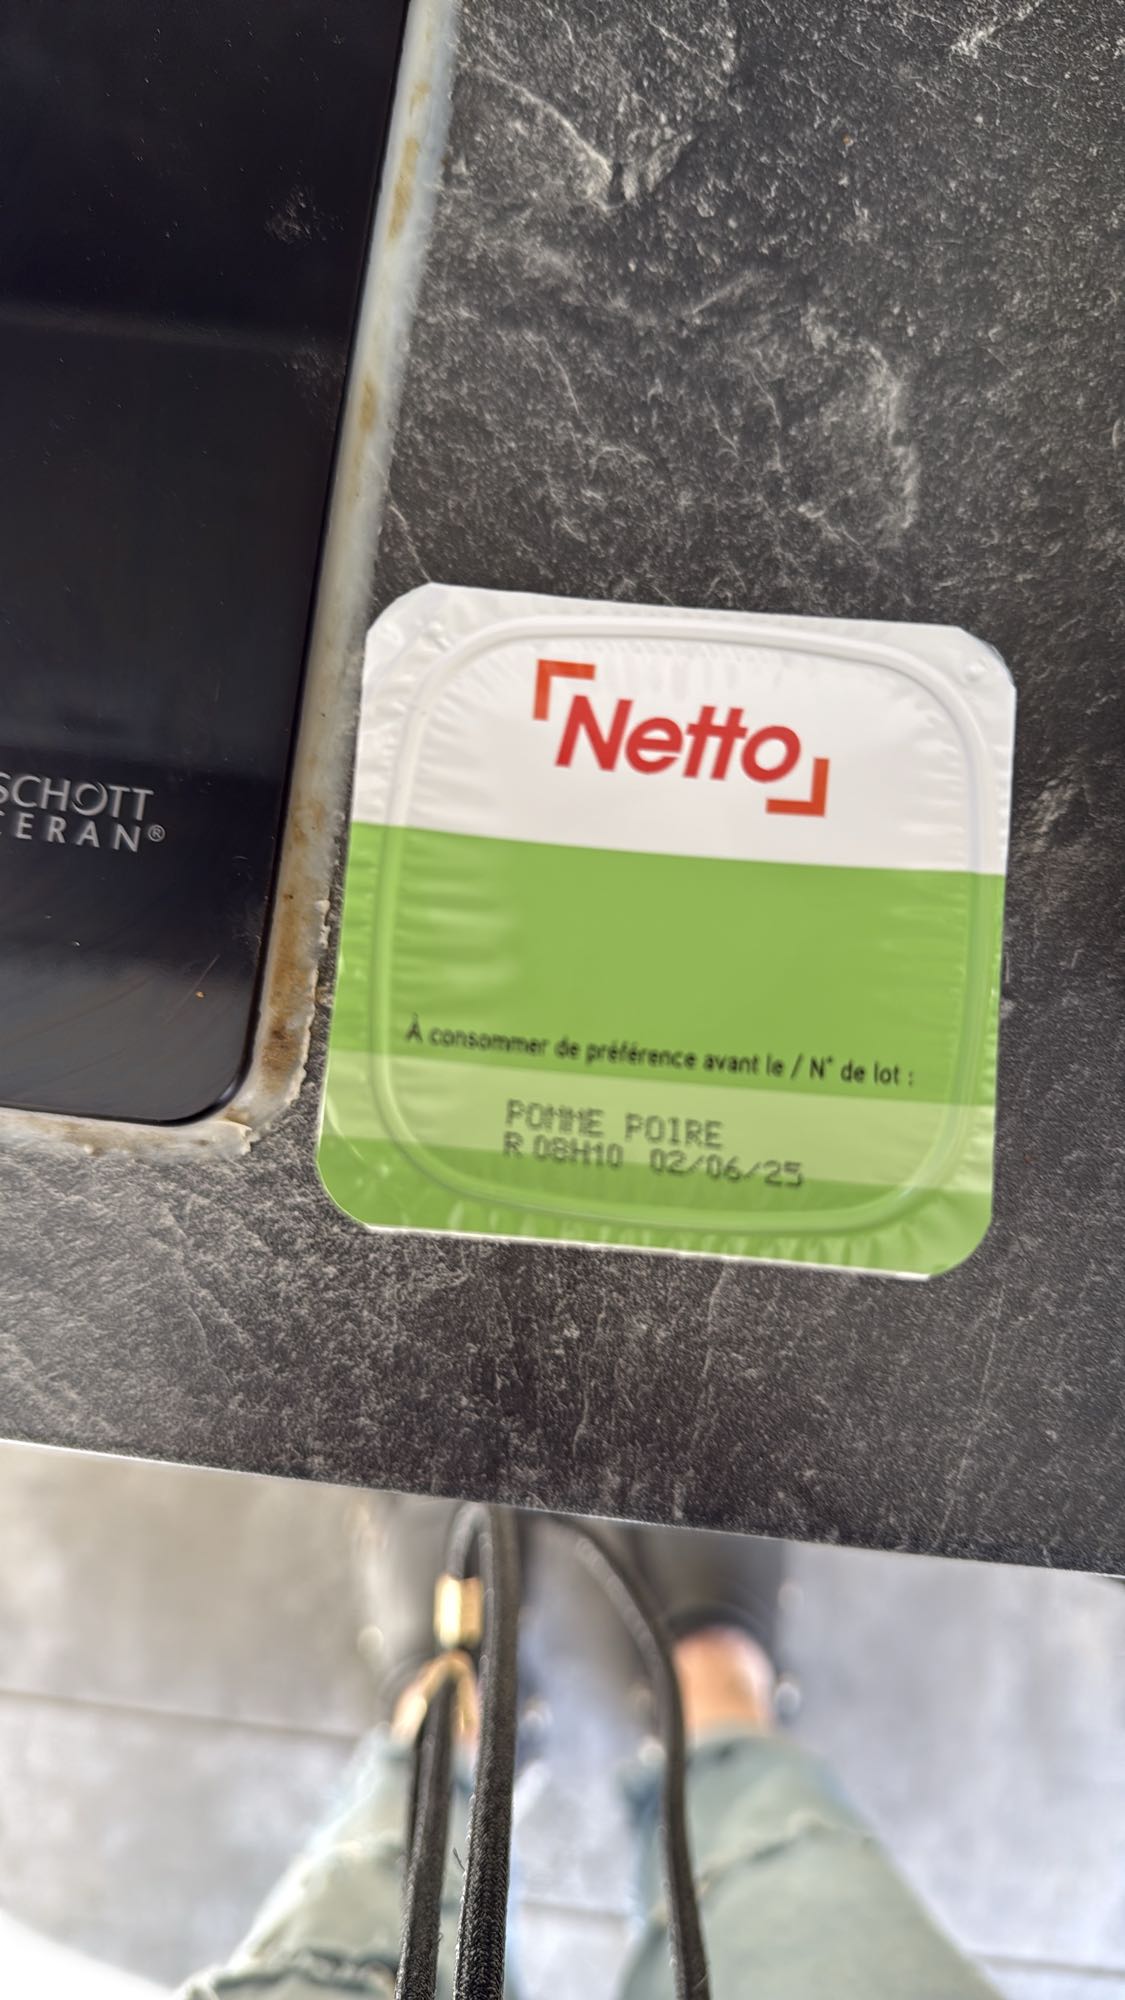 SCHOTT
CERAN®
Netto
À consommer de préférence avant le / N° de lot :
POMME POIRE
R 08H10 02/06/25